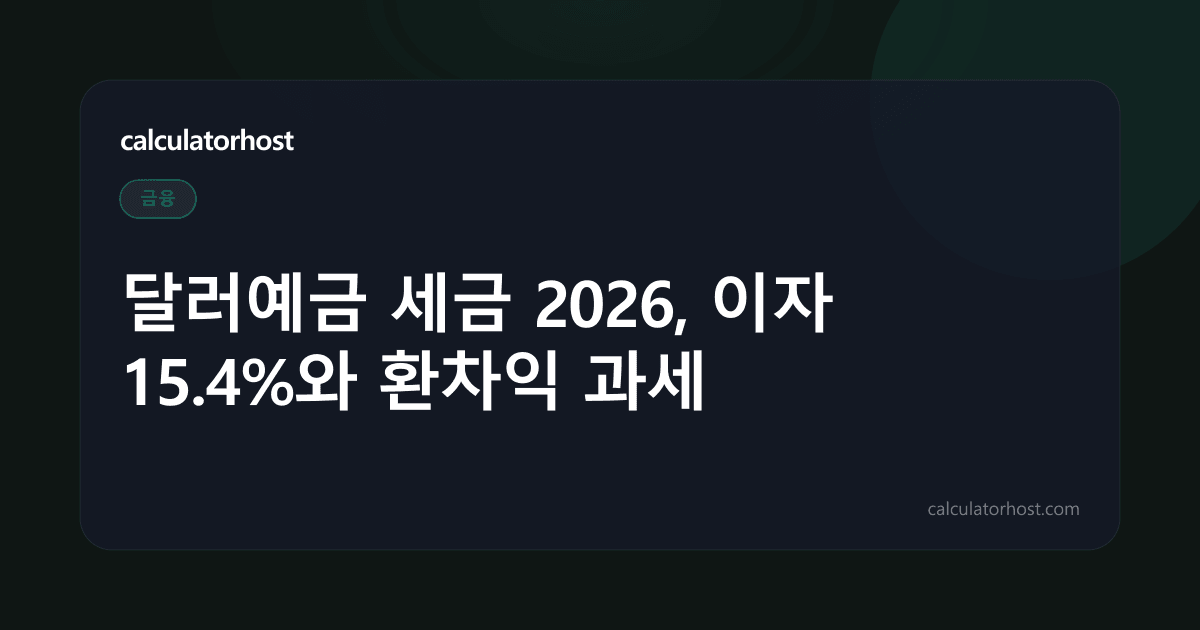 calculatorhost
금융
달러예금 세금 2026, 이자
15.4%와 환차익 과세
calculatorhost.com